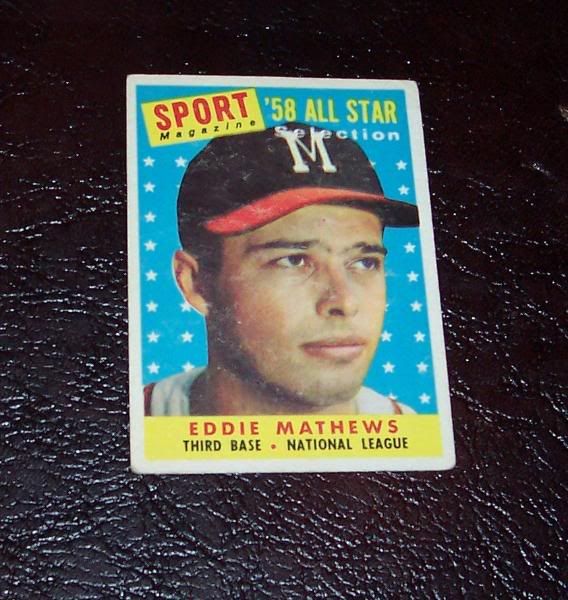 SPORT '58 ALL STAR
Magazine Selection
M
EDDIE MATHEWS
THIRD BASE • NATIONAL LEAGUE